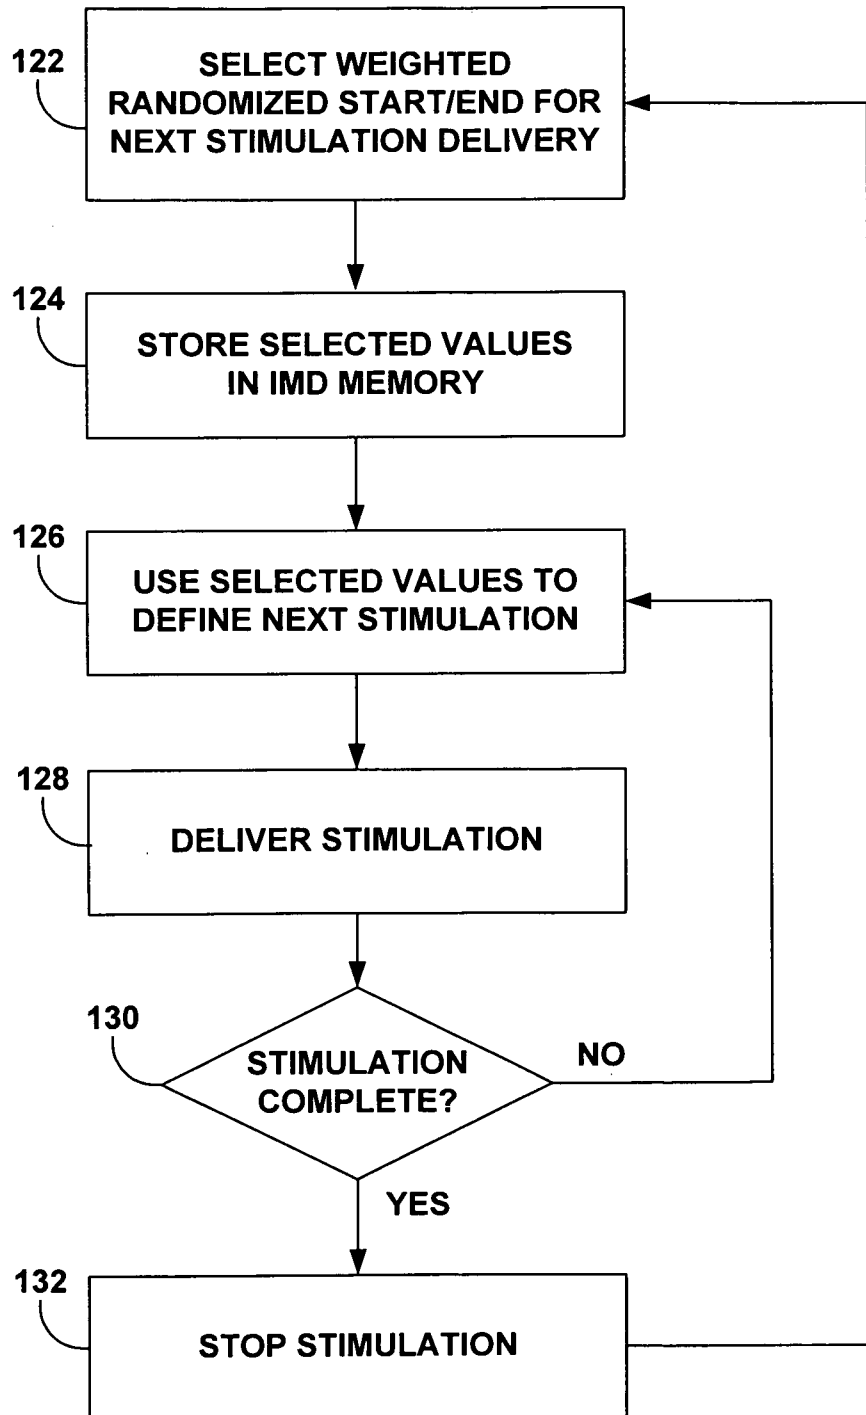 122
SELECT WEIGHTED
RANDOMIZED START/END FOR
NEXT STIMULATION DELIVERY
124
STORE SELECTED VALUES
IN IMD MEMORY
126
USE SELECTED VALUES TO
DEFINE NEXT STIMULATION
128
DELIVER STIMULATION
130
STIMULATION
COMPLETE?
NO
YES
132
STOP STIMULATION